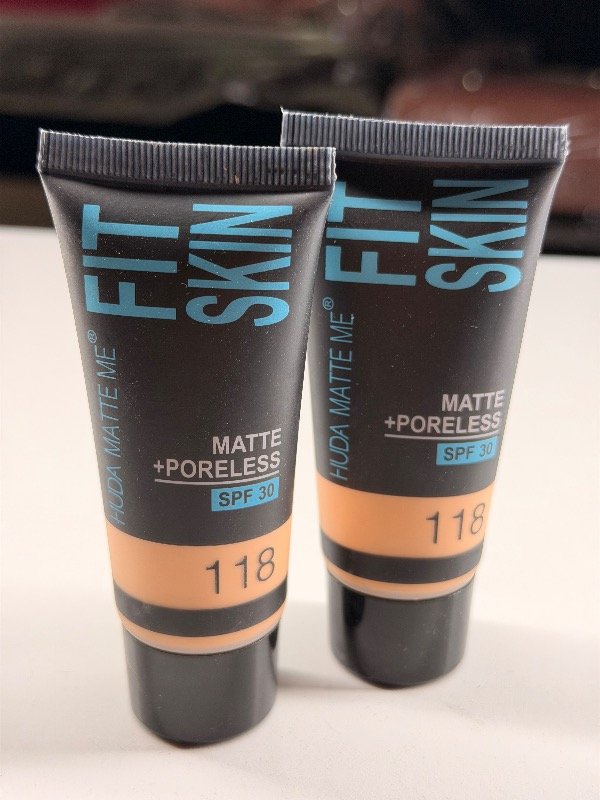 HUDA MATTE ME®
FIT
SKIN
MATTE
+PORELESS
SPF 30
118
HUDA MATTE ME®
FIT
SKIN
MATTE
+PORELESS
SPF 30
118